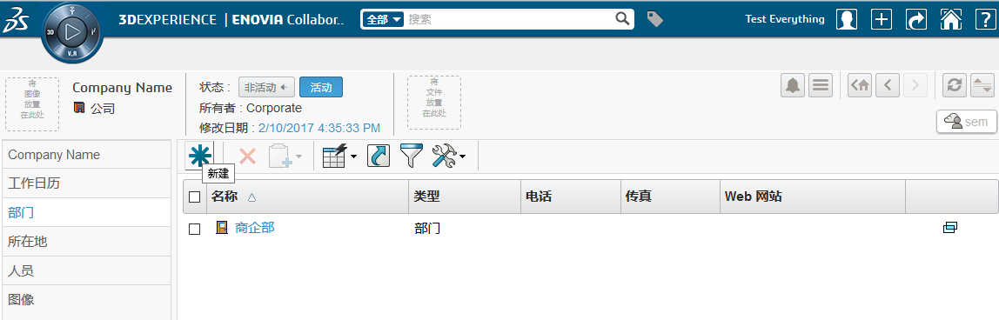 3DEXPERIENCE | ENOVIA Collabor.. 全部 搜索 Test Everything
3D V.R
将
图像
放置
在此处
Company Name
公司
状态 : 非活动 活动
所有者 : Corporate
修改日期 : 2/10/2017 4:35:33 PM
将
文件
放置
在此处
sem
Company Name
工作日历
部门
所在地
人员
图像
新建
名称 类型 电话 传真 Web 网站
商企部 部门